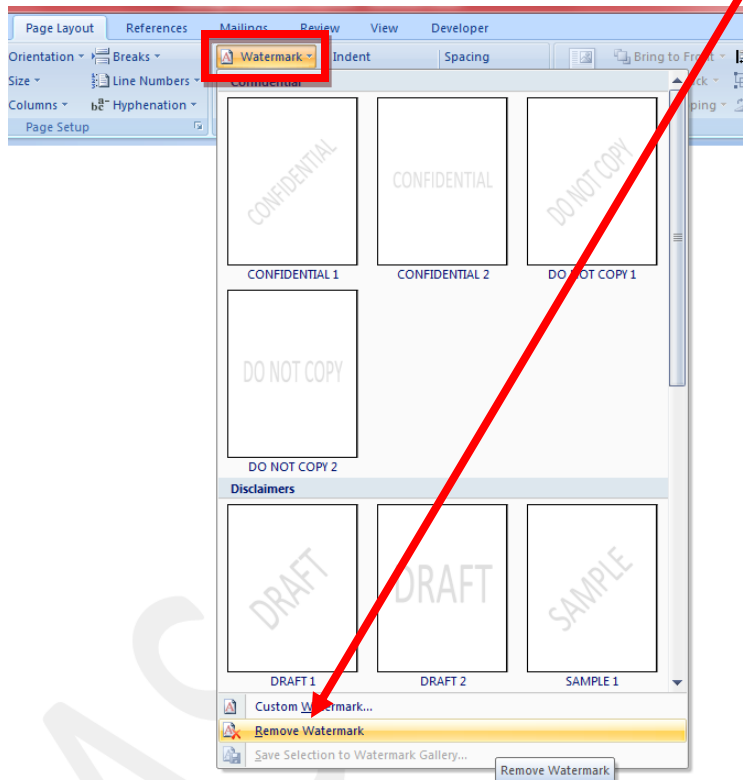 Page Layout References Mailings Review View Developer
Orientation Breaks Watermark Indent Spacing Bring to Front
Size Line Numbers Confidential
Columns Hyphenation
Page Setup
CONFIDENTIAL CONFIDENTIAL DO NOT COPY
CONFIDENTIAL 1 CONFIDENTIAL 2 DO NOT COPY 1
DO NOT COPY
DO NOT COPY 2
Disclaimers
DRAFT DRAFT SAMPLE
DRAFT 1 DRAFT 2 SAMPLE 1
Custom Watermark...
Remove Watermark
Save Selection to Watermark Gallery...
Remove Watermark